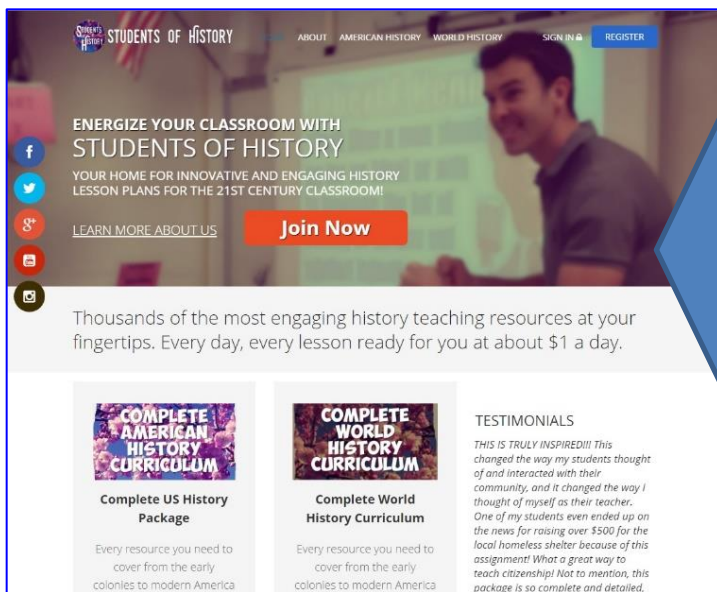 STUDENTS OF HISTORY
ABOUT AMERICAN HISTORY WORLD HISTORY SIGN IN REGISTER
ENERGIZE YOUR CLASSROOM WITH
STUDENTS OF HISTORY
YOUR HOME FOR INNOVATIVE AND ENGAGING HISTORY
LESSON PLANS FOR THE 21ST CENTURY CLASSROOM!
LEARN MORE ABOUT US
Join Now
Thousands of the most engaging history teaching resources at your
fingertips. Every day, every lesson ready for you at about $1 a day.
COMPLETE
AMERICAN
HISTORY
CURRICULUM
Complete US History
Package
Every resource you need to
cover from the early
colonies to modern America
COMPLETE
WORLD
HISTORY
CURRICULUM
Complete World
History Curriculum
Every resource you need to
cover from the early
colonies to modern America
TESTIMONIALS
THIS IS TRULY INSPIRED!!! This
changed the way my students thought
of and interacted with their
community, and it changed the way I
thought of myself as their teacher.
One of my students even ended up on
the news for raising over $500 for the
local homeless shelter because of this
assignment! What a great way to
teach citizenship! Not to mention, this
package is so complete and detailed,